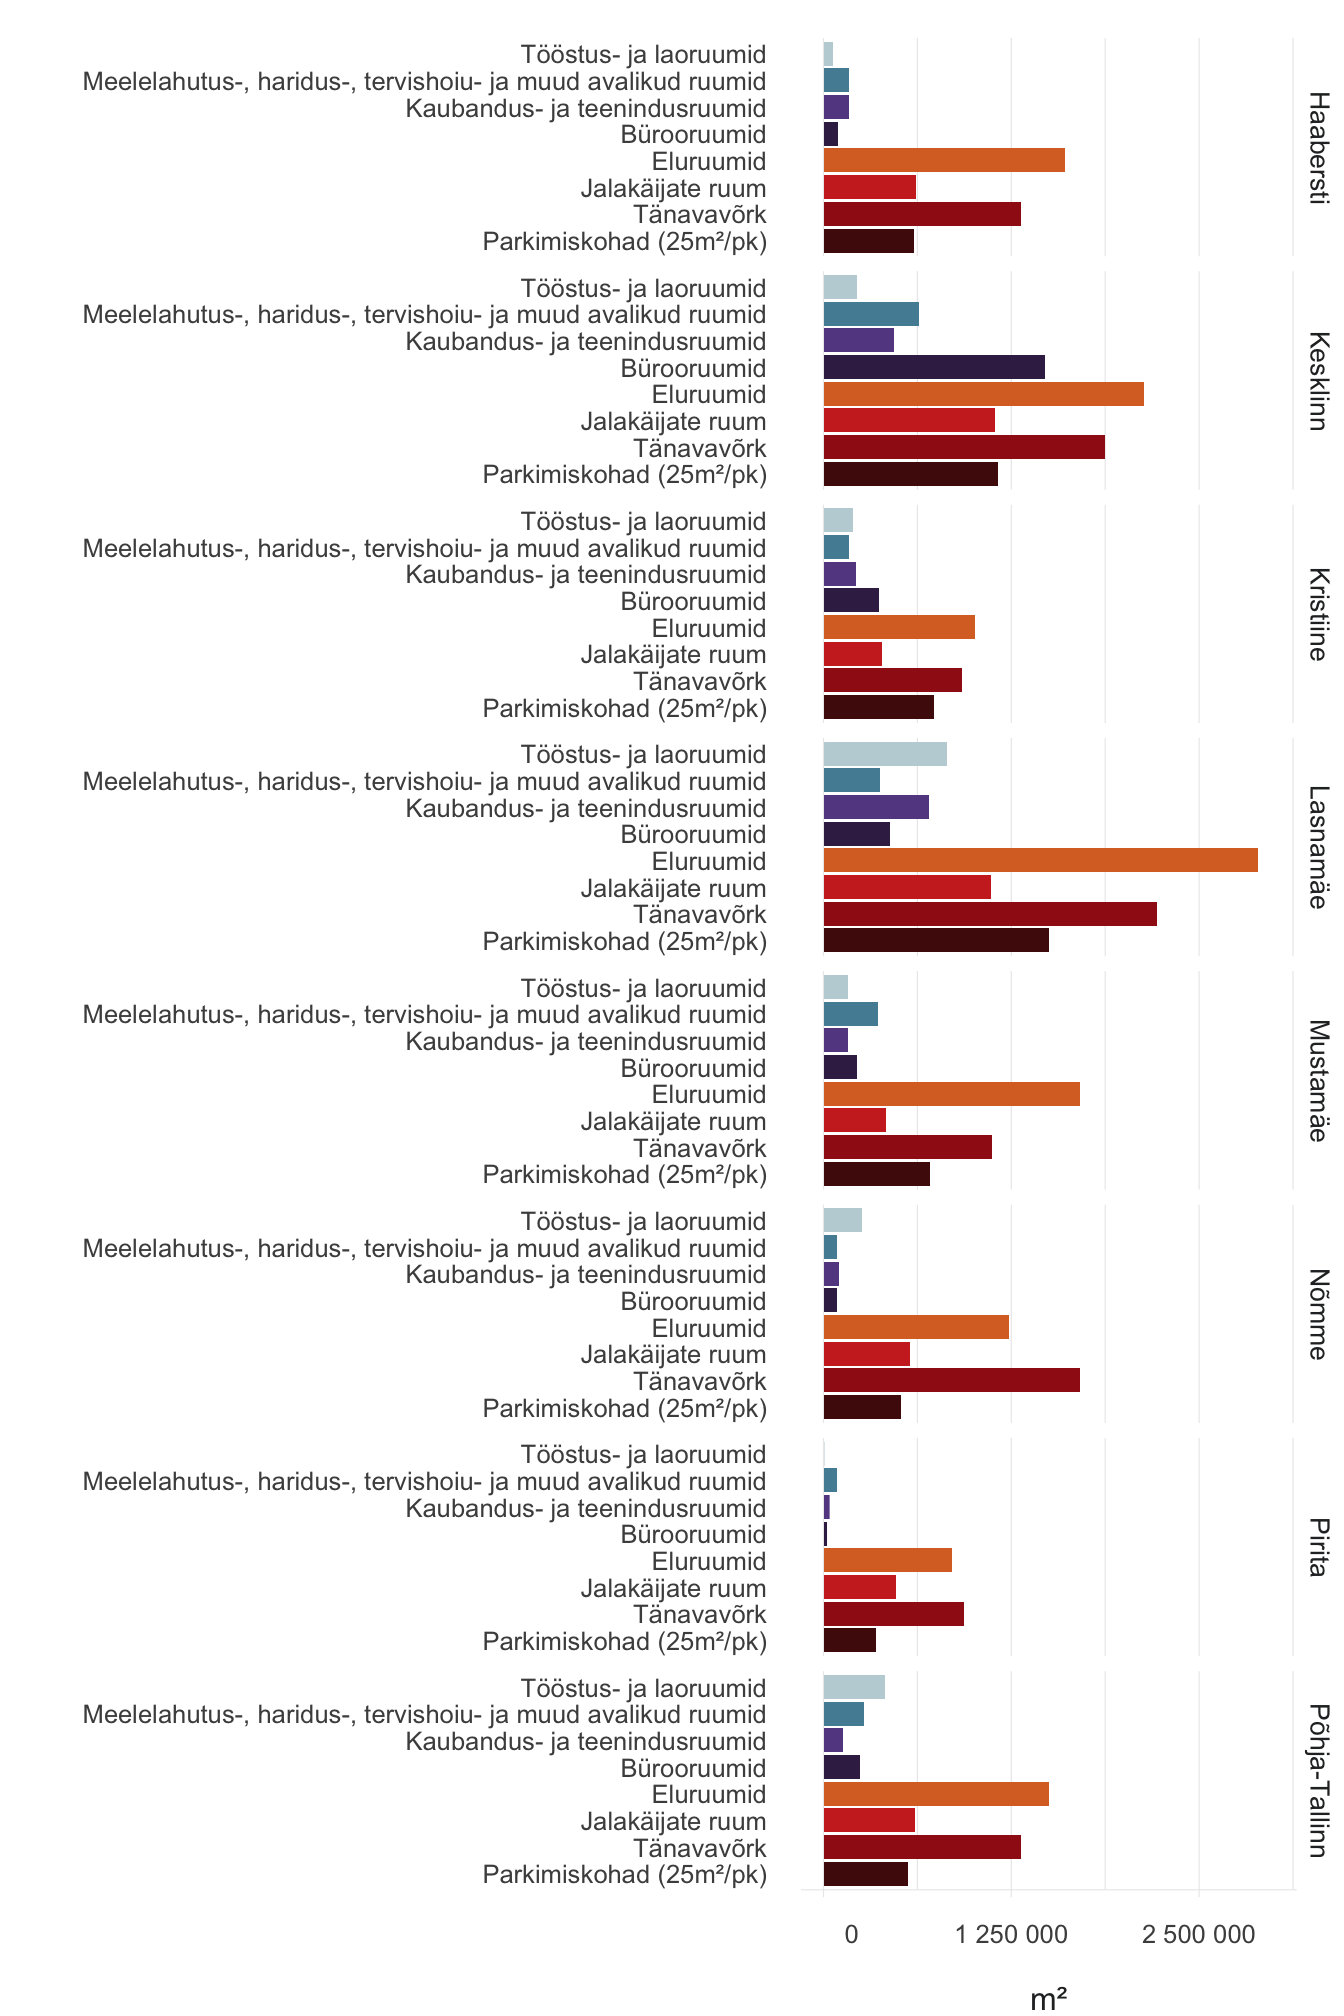 Tööstus- ja laoruumid
Meelelahutus-, haridus-, tervishoiu- ja muud avalikud ruumid
Kaubandus- ja teenindusruumid
Bürooruumid
Eluruumid
Jalakäijate ruum
Tänavavõrk
Parkimiskohad (25m²/pk)
Haabersti
Tööstus- ja laoruumid
Meelelahutus-, haridus-, tervishoiu- ja muud avalikud ruumid
Kaubandus- ja teenindusruumid
Bürooruumid
Eluruumid
Jalakäijate ruum
Tänavavõrk
Parkimiskohad (25m²/pk)
Kesklinn
Tööstus- ja laoruumid
Meelelahutus-, haridus-, tervishoiu- ja muud avalikud ruumid
Kaubandus- ja teenindusruumid
Bürooruumid
Eluruumid
Jalakäijate ruum
Tänavavõrk
Parkimiskohad (25m²/pk)
Kristiine
Tööstus- ja laoruumid
Meelelahutus-, haridus-, tervishoiu- ja muud avalikud ruumid
Kaubandus- ja teenindusruumid
Bürooruumid
Eluruumid
Jalakäijate ruum
Tänavavõrk
Parkimiskohad (25m²/pk)
Lasnamäe
Tööstus- ja laoruumid
Meelelahutus-, haridus-, tervishoiu- ja muud avalikud ruumid
Kaubandus- ja teenindusruumid
Bürooruumid
Eluruumid
Jalakäijate ruum
Tänavavõrk
Parkimiskohad (25m²/pk)
Mustamäe
Tööstus- ja laoruumid
Meelelahutus-, haridus-, tervishoiu- ja muud avalikud ruumid
Kaubandus- ja teenindusruumid
Bürooruumid
Eluruumid
Jalakäijate ruum
Tänavavõrk
Parkimiskohad (25m²/pk)
Nõmme
Tööstus- ja laoruumid
Meelelahutus-, haridus-, tervishoiu- ja muud avalikud ruumid
Kaubandus- ja teenindusruumid
Bürooruumid
Eluruumid
Jalakäijate ruum
Tänavavõrk
Parkimiskohad (25m²/pk)
Pirita
Tööstus- ja laoruumid
Meelelahutus-, haridus-, tervishoiu- ja muud avalikud ruumid
Kaubandus- ja teenindusruumid
Bürooruumid
Eluruumid
Jalakäijate ruum
Tänavavõrk
Parkimiskohad (25m²/pk)
Põhja-Tallinn
0 1 250 000 2 500 000
m²